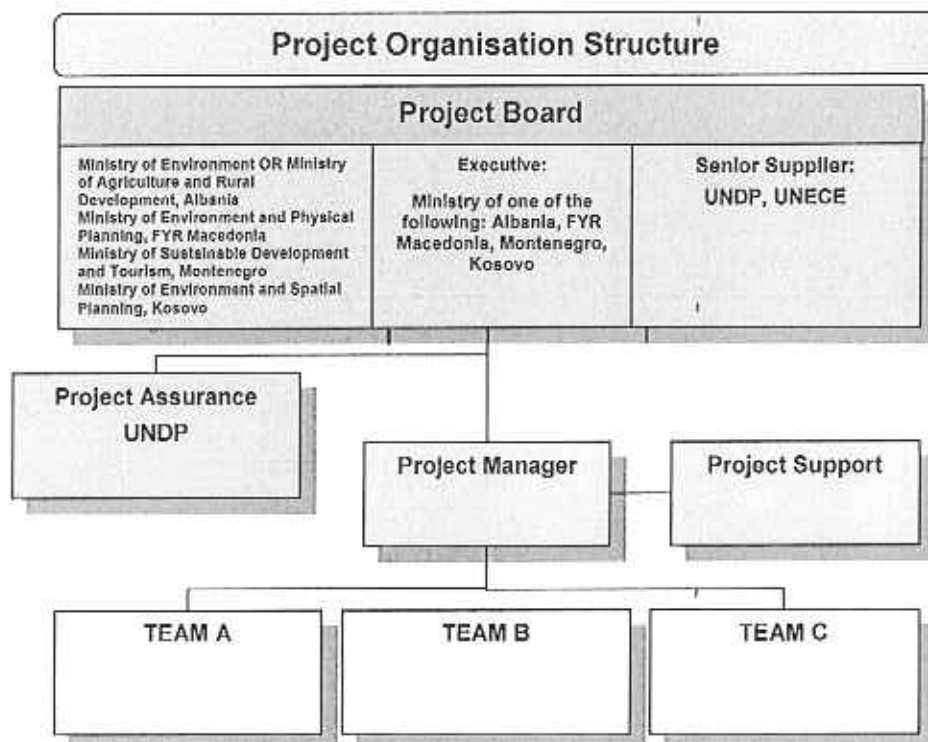 Project Organisation Structure
Project Board
Ministry of Environment OR Ministry
of Agriculture and Rural
Development, Albania
Ministry of Environment and Physical
Planning, FYR Macedonia
Ministry of Sustainable Development
and Tourism, Montenegro
Ministry of Environment and Spatial
Planning, Kosovo
Executive:
Ministry of one of the
following: Albania, FYR
Macedonia, Montenegro,
Kosovo
Senior Supplier:
UNDP, UNECE
Project Assurance
UNDP
Project Manager
Project Support
TEAM A
TEAM B
TEAM C